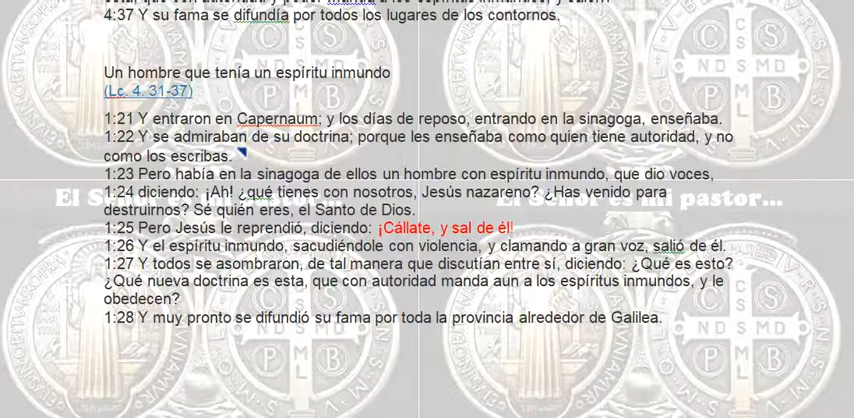 4:37 Y su fama se difundía por todos los lugares de los contornos.
Un hombre que tenía un espíritu inmundo
(Lc. 4. 31-37)
1:21 Y entraron en Capernaum; y los días de reposo, entrando en la sinagoga, enseñaba.
1:22 Y se admiraban de su doctrina; porque les enseñaba como quien tiene autoridad, y no
como los escribas.
1:23 Pero había en la sinagoga de ellos un hombre con espíritu inmundo, que dio voces,
1:24 diciendo: ¡Ah! ¿qué tienes con nosotros, Jesús nazareno? ¿Has venido para
destruirnos? Sé quién eres, el Santo de Dios.
El Señor es mi pastor...
1:25 Pero Jesús le reprendió, diciendo: ¡Cállate, y sal de él!
1:26 Y el espíritu inmundo, sacudiéndole con violencia, y clamando a gran voz, salió de él.
1:27 Y todos se asombraron, de tal manera que discutían entre sí, diciendo: ¿Qué es esto?
¿Qué nueva doctrina es esta, que con autoridad manda aun a los espíritus inmundos, y le
obedecen?
1:28 Y muy pronto se difundió su fama por toda la provincia alrededor de Galilea.